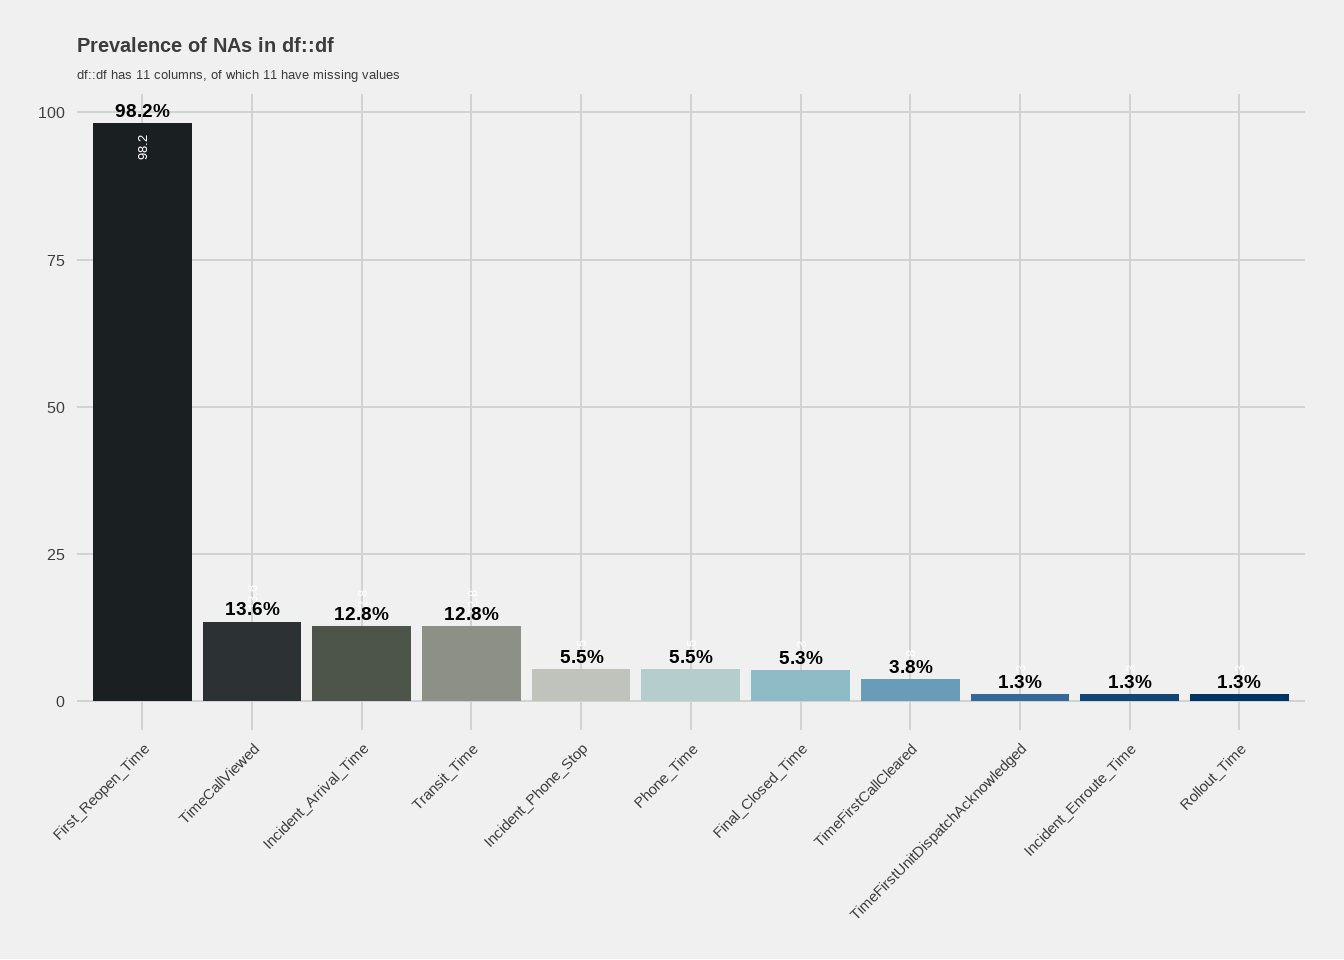 Prevalence of NAs in df::df
df::df has 11 columns, of which 11 have missing values
100
75
50
25
0
98.2%
98.2
13.6%
12.8%
12.8%
5.5%
5.5%
5.3%
3.8%
1.3%
1.3%
1.3%
First_Reopen_Time
TimeCallViewed
Incident_Arrival_Time
Transit_Time
Incident_Phone_Stop
Phone_Time
Final_Closed_Time
TimeFirstCallCleared
TimeFirstUnitDispatchAcknowledged
Incident_Enroute_Time
Rollout_Time